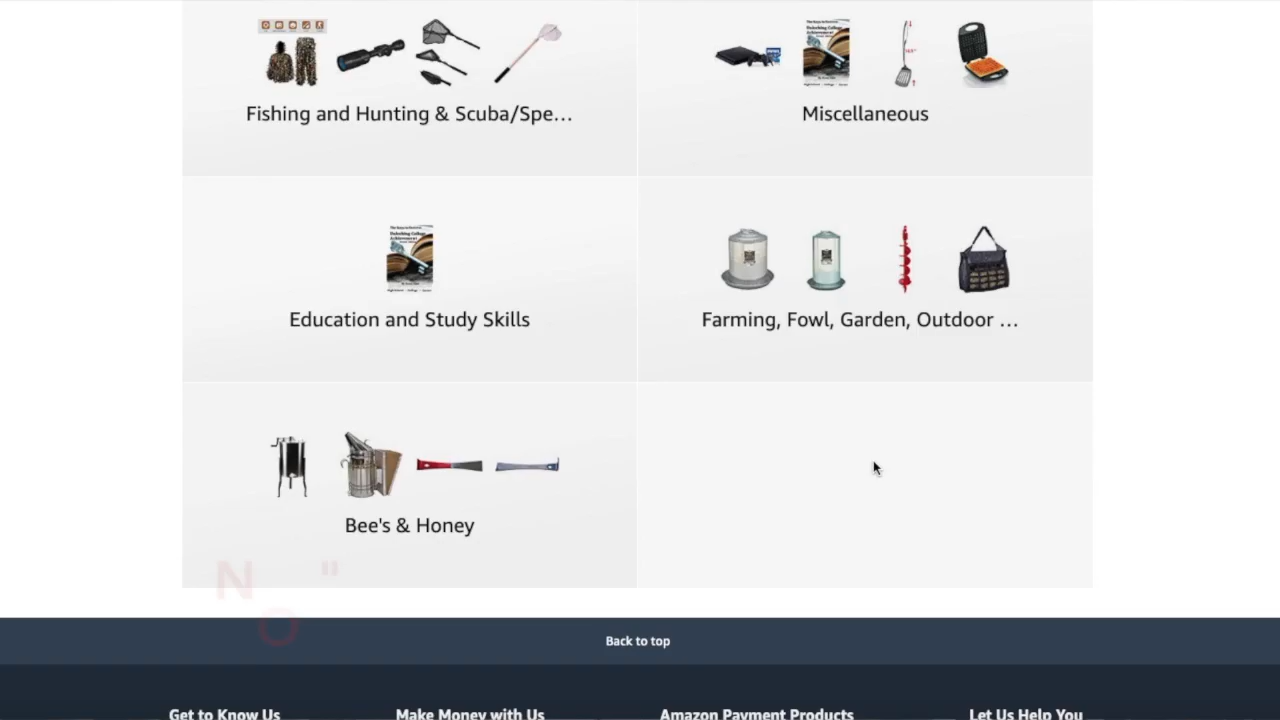 Fishing and Hunting & Scuba/Spe...
Miscellaneous
Education and Study Skills
Farming, Fowl, Garden, Outdoor ...
Bee's & Honey
N "
O
Back to top
Get to Know Us
Make Money with Us
Amazon Payment Products
Let Us Help You